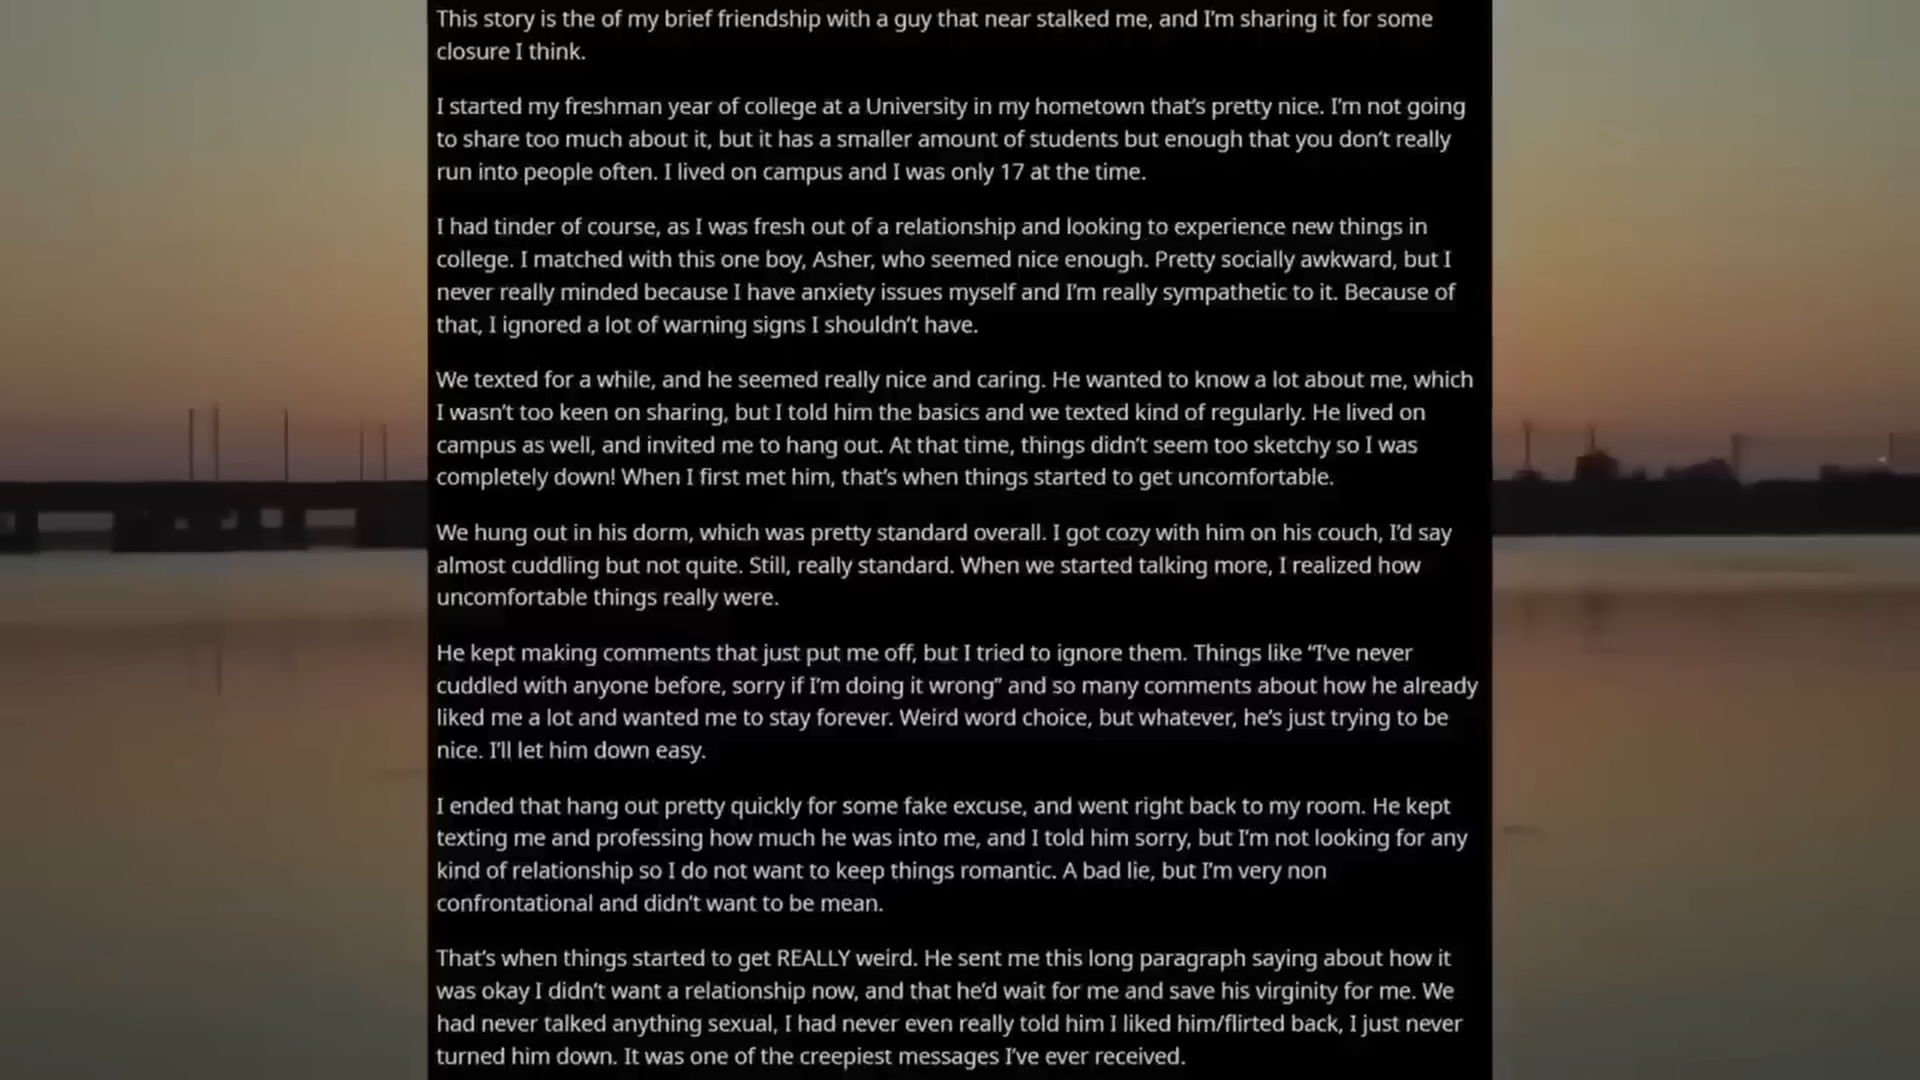 This story is the of my brief friendship with a guy that near stalked me, and I'm sharing it for some
closure I think.
I started my freshman year of college at a University in my hometown that's pretty nice. I'm not going
to share too much about it, but it has a smaller amount of students but enough that you don't really
run into people often. I lived on campus and I was only 17 at the time.
I had tinder of course, as I was fresh out of a relationship and looking to experience new things in
college. I matched with this one boy, Asher, who seemed nice enough. Pretty socially awkward, but I
never really minded because I have anxiety issues myself and I'm really sympathetic to it. Because of
that, I ignored a lot of warning signs I shouldn't have.
We texted for a while, and he seemed really nice and caring. He wanted to know a lot about me, which
I wasn't too keen on sharing, but I told him the basics and we texted kind of regularly. He lived on
campus as well, and invited me to hang out. At that time, things didn't seem too sketchy so I was
completely down! When I first met him, that's when things started to get uncomfortable.
We hung out in his dorm, which was pretty standard overall. I got cozy with him on his couch, I'd say
almost cuddling but not quite. Still, really standard. When we started talking more, I realized how
uncomfortable things really were.
He kept making comments that just put me off, but I tried to ignore them. Things like “I've never
cuddled with anyone before, sorry if I'm doing it wrong” and so many comments about how he already
liked me a lot and wanted me to stay forever. Weird word choice, but whatever, he's just trying to be
nice. I'll let him down easy.
I ended that hang out pretty quickly for some fake excuse, and went right back to my room. He kept
texting me and professing how much he was into me, and I told him sorry, but I'm not looking for any
kind of relationship so I do not want to keep things romantic. A bad lie, but I'm very non
confrontational and didn't want to be mean.
That's when things started to get REALLY weird. He sent me this long paragraph saying about how it
was okay I didn't want a relationship now, and that he'd wait for me and save his virginity for me. We
had never talked anything sexual, I had never even really told him I liked him/flirted back, I just never
turned him down. It was one of the creepiest messages I've ever received.